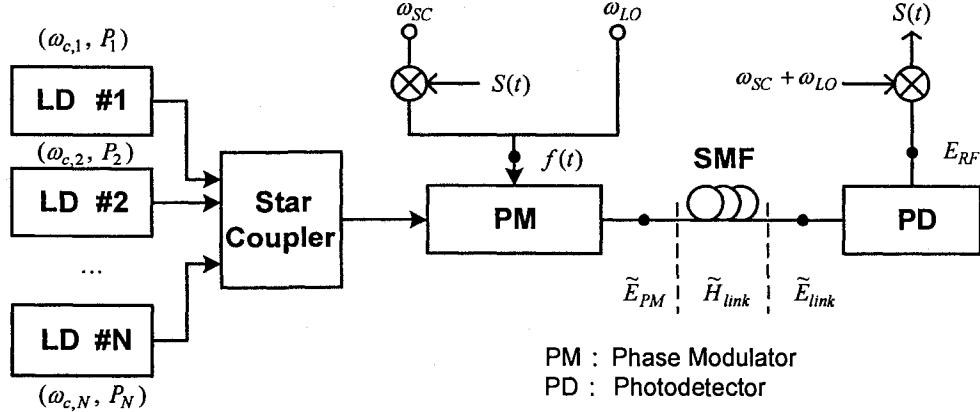 (ω_{c,1}, P_1)
LD #1
(ω_{c,2}, P_2)
LD #2
...
LD #N
(ω_{c,N}, P_N)
Star
Coupler
ω_{SC}
ω_{LO}
S(t)
f(t)
PM
SMF
Ẽ_{PM}
H̃_{link}
Ẽ_{link}
S(t)
ω_{SC} + ω_{LO}
E_{RF}
PD
PM : Phase Modulator
PD : Photodetector